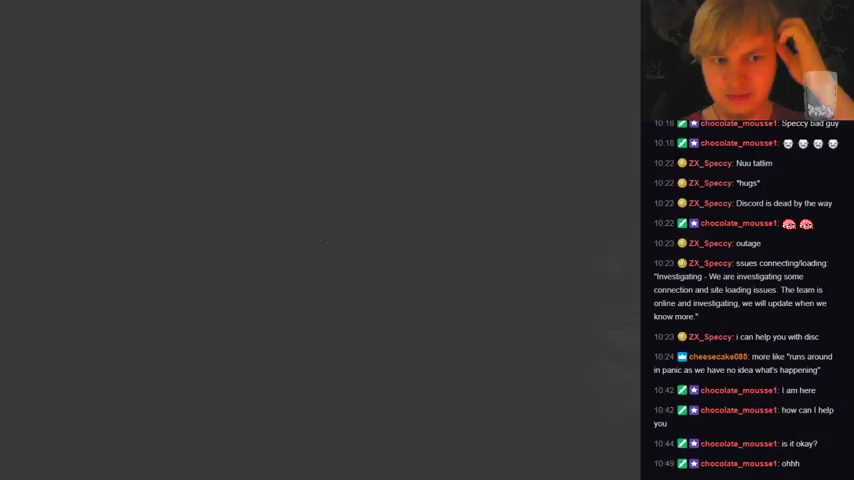 10:18 chocolate_mousse1: Speccy bad guy
10:18 chocolate_mousse1:
10:22 ZX_Speccy: Nuu tatlim
10:22 ZX_Speccy: *hugs*
10:22 ZX_Speccy: Discord is dead by the way
10:22 chocolate_mousse1:
10:23 ZX_Speccy: outage
10:23 ZX_Speccy: ssues connecting/loading:
"Investigating - We are investigating some
connection and site loading issues. The team is
online and investigating, we will update when we
know more."
10:23 ZX_Speccy: i can help you with disc
10:24 cheesecake085: more like "runs around
in panic as we have no idea what's happening"
10:42 chocolate_mousse1: I am here
10:42 chocolate_mousse1: how can I help
you
10:44 chocolate_mousse1: is it okay?
10:49 chocolate_mousse1: ohhh